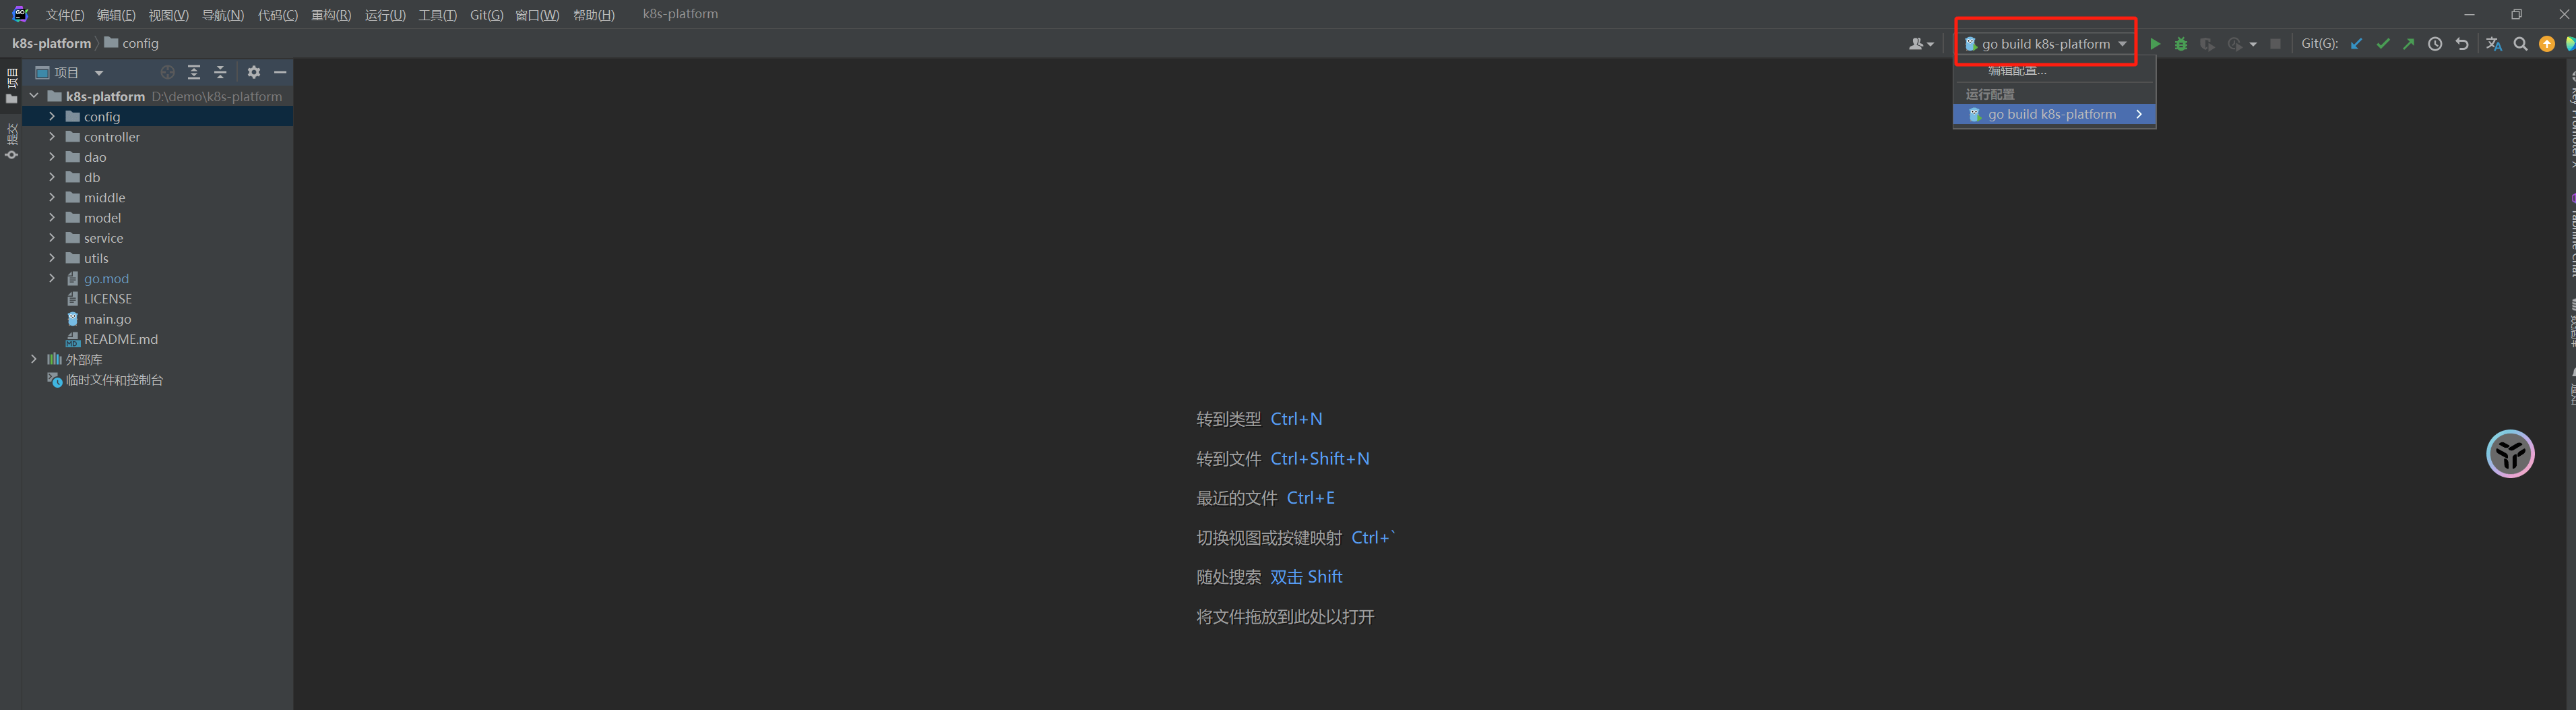 文件(F) 编辑(E) 视图(V) 导航(N) 代码(C) 重构(R) 运行(U) 工具(T) Git(G) 窗口(W) 帮助(H) k8s-platform
k8s-platform config
go build k8s-platform
Git(G):
编辑配置...
运行配置
go build k8s-platform
项目
提交
项目
k8s-platform D:\demo\k8s-platform
config
controller
dao
db
middle
model
service
utils
go.mod
LICENSE
main.go
README.md
外部库
临时文件和控制台
转到类型 Ctrl+N
转到文件 Ctrl+Shift+N
最近的文件 Ctrl+E
切换视图或按键映射 Ctrl+`
随处搜索 双击 Shift
将文件拖放到此处以打开